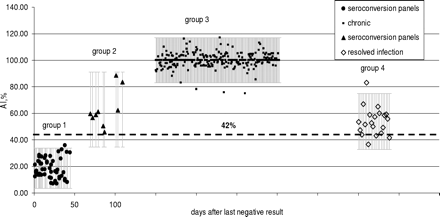 140.00
120.00
100.00
80.00
60.00
40.00
20.00
0.00
AI,%
group 1
group 2
group 3
group 4
42%
seroconversion panels
chronic
seroconversion panels
resolved infection
0
50
100
days after last negative result